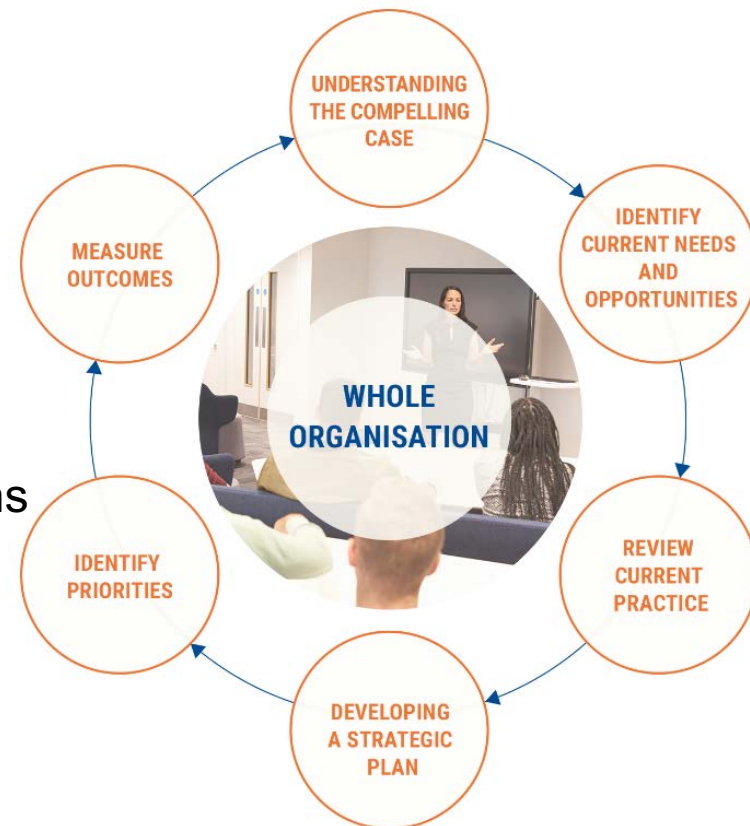 UNDERSTANDING
THE COMPELLING
CASE
IDENTIFY
CURRENT NEEDS
AND
OPPORTUNITIES
REVIEW
CURRENT
PRACTICE
DEVELOPING
A STRATEGIC
PLAN
IDENTIFY
PRIORITIES
MEASURE
OUTCOMES
WHOLE
ORGANISATION